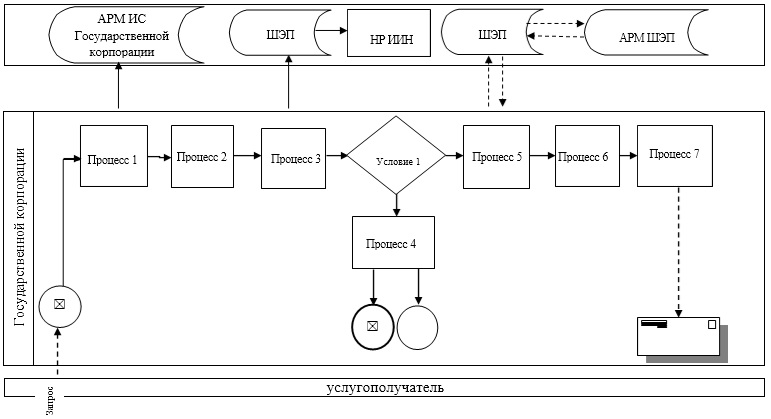 АРМ ИС
Государственной
корпорации
ШЭП
НР ИИН
ШЭП
АРМ ШЭП
Государственной корпорации
Процесс 1
Процесс 2
Процесс 3
Условие 1
Процесс 5
Процесс 6
Процесс 7
Процесс 4
услугополучатель
Запрос